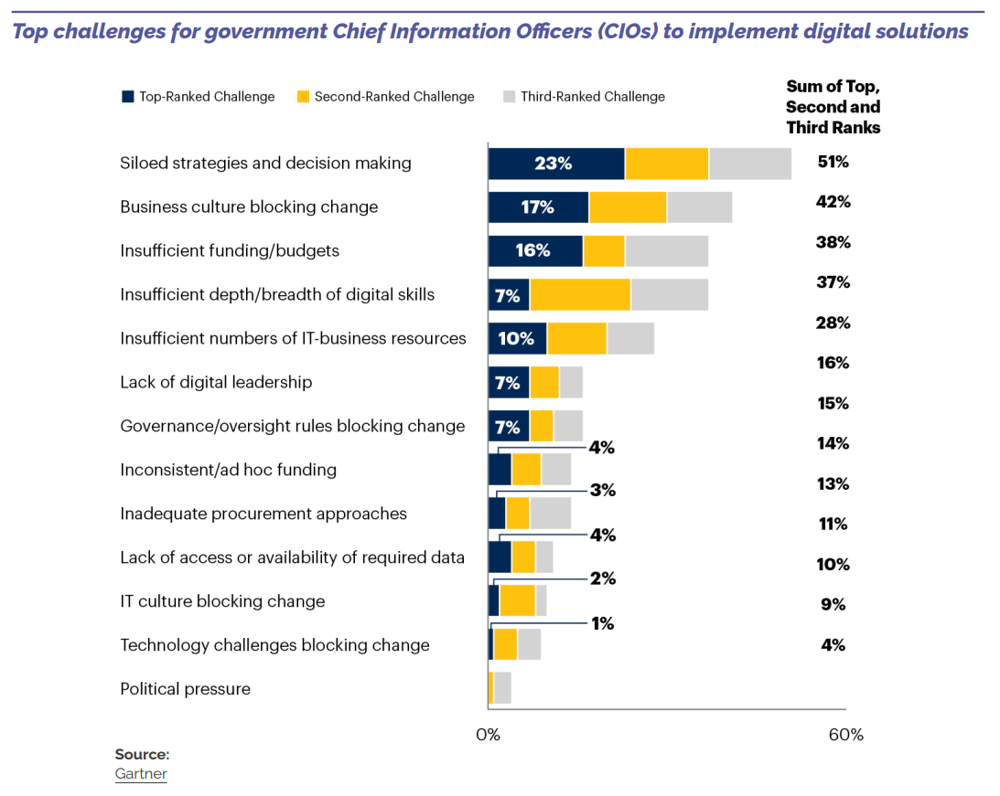 Top challenges for government Chief Information Officers (CIOs) to implement digital solutions
Top-Ranked Challenge Second-Ranked Challenge Third-Ranked Challenge
Sum of Top,
Second and
Third Ranks
Siloed strategies and decision making 23% 51%
Business culture blocking change 17% 42%
Insufficient funding/budgets 16% 38%
Insufficient depth/breadth of digital skills 7% 37%
Insufficient numbers of IT-business resources 10% 28%
Lack of digital leadership 7% 16%
Governance/oversight rules blocking change 7% 15%
Inconsistent/ad hoc funding 4% 14%
Inadequate procurement approaches 3% 13%
Lack of access or availability of required data 4% 11%
IT culture blocking change 2% 10%
Technology challenges blocking change 1% 9%
Political pressure 4%
0% 60%
Source:
Gartner